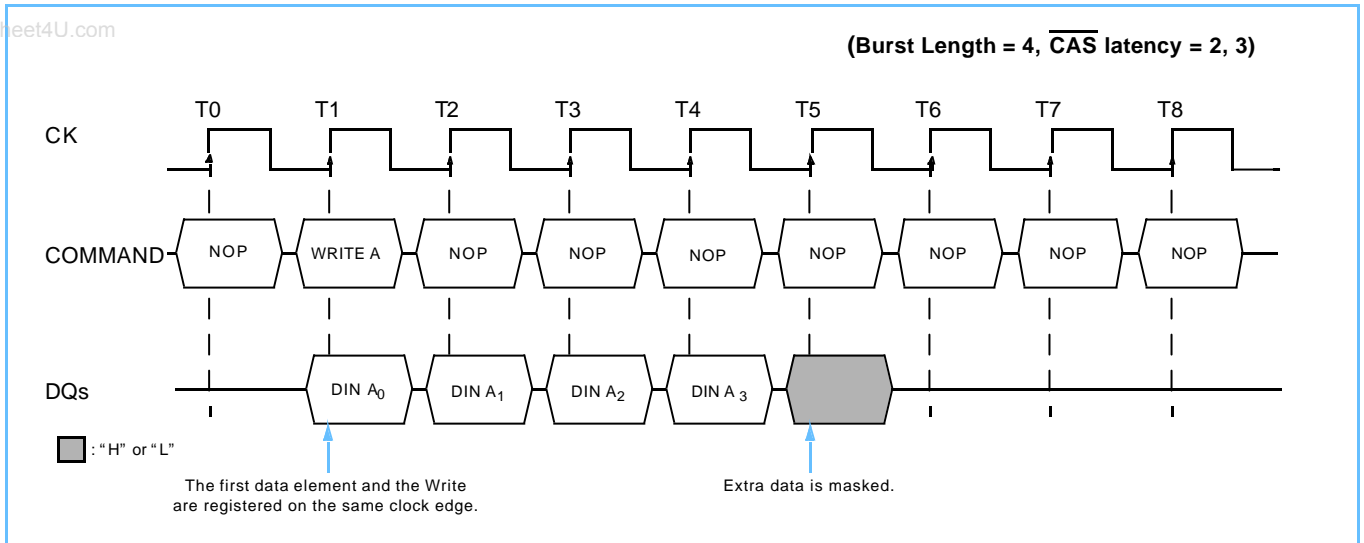 heet4U.com
(Burst Length = 4, CAS latency = 2, 3)
T0 T1 T2 T3 T4 T5 T6 T7 T8
CK
COMMAND NOP WRITE A NOP NOP NOP NOP NOP NOP NOP
DQs DIN A0 DIN A1 DIN A2 DIN A 3
: “H” or “L”
The first data element and the Write
are registered on the same clock edge.
Extra data is masked.